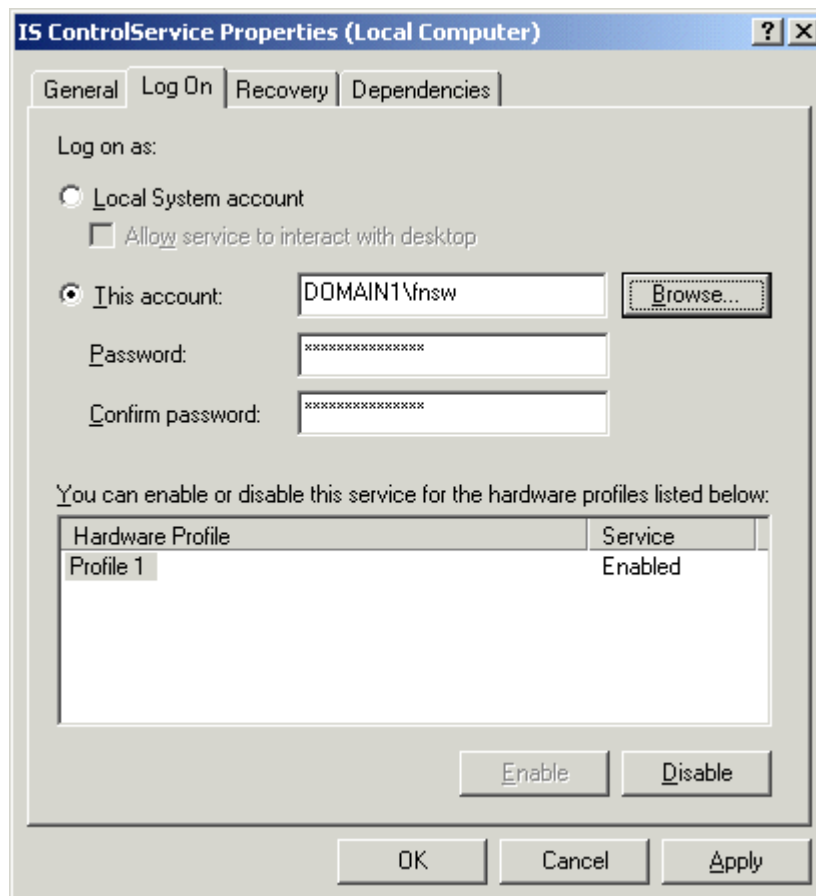 IS ControlService Properties (Local Computer)
General Log On Recovery Dependencies
Log on as:
Local System account
Allow service to interact with desktop
This account: DOMAIN1\fnsw Browse...
Password: ***************
Confirm password: ***************
You can enable or disable this service for the hardware profiles listed below:
Hardware Profile Service
Profile 1 Enabled
Enable Disable
OK Cancel Apply